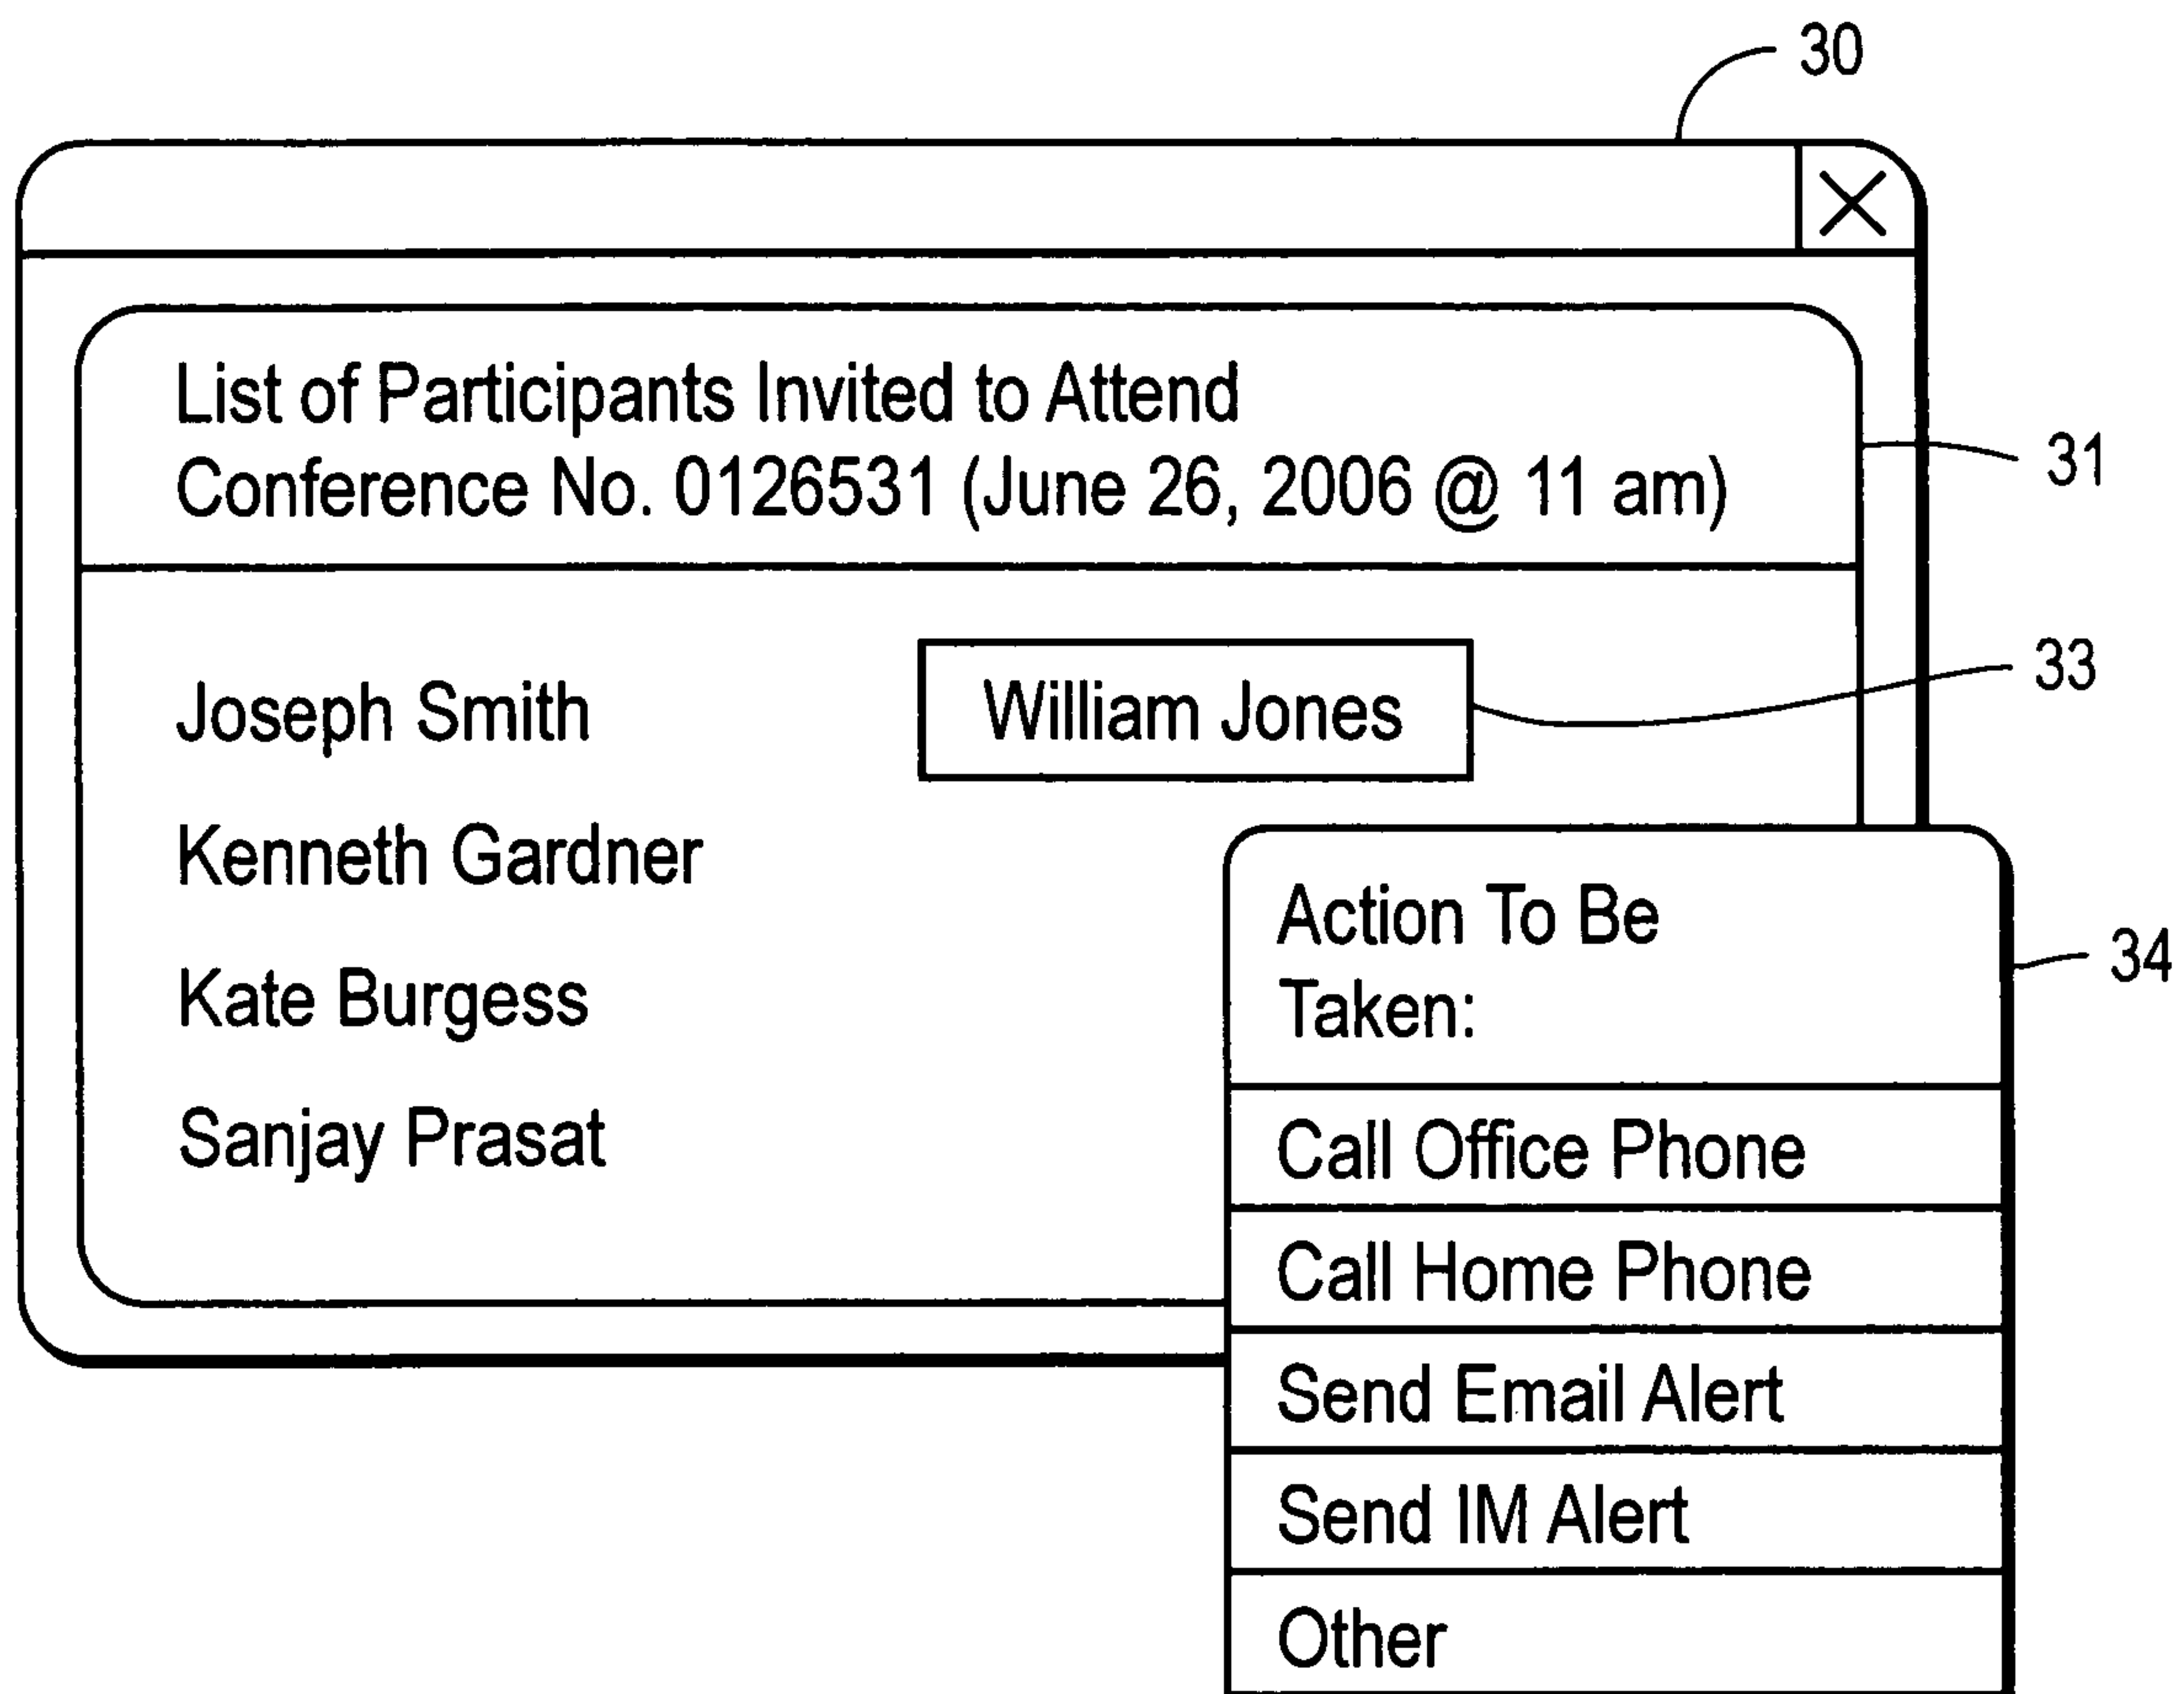 30
List of Participants Invited to Attend
Conference No. 0126531 (June 26, 2006 @ 11 am)
31
Joseph Smith
William Jones
33
Kenneth Gardner
Kate Burgess
Sanjay Prasat
Action To Be
Taken:
34
Call Office Phone
Call Home Phone
Send Email Alert
Send IM Alert
Other